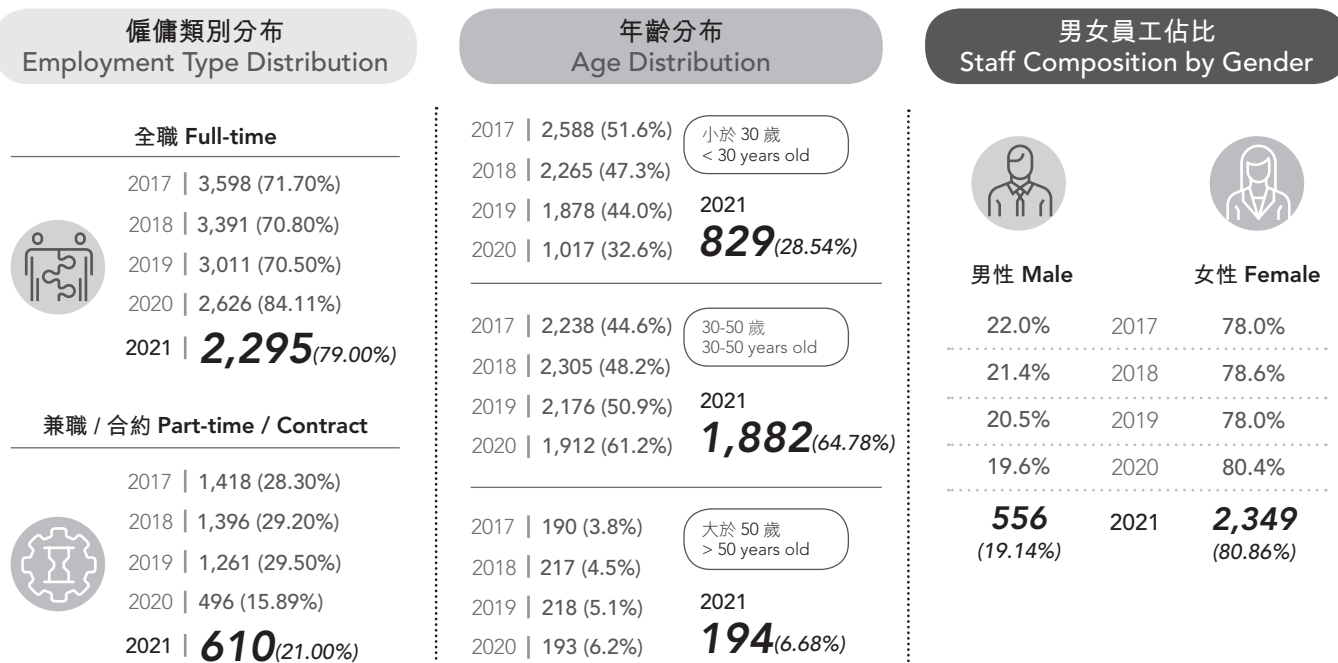 僱傭類別分布
Employment Type Distribution
全職 Full-time
2017 | 3,598 (71.70%)
2018 | 3,391 (70.80%)
2019 | 3,011 (70.50%)
2020 | 2,626 (84.11%)
2021 | 2,295(79.00%)
兼職 / 合約 Part-time / Contract
2017 | 1,418 (28.30%)
2018 | 1,396 (29.20%)
2019 | 1,261 (29.50%)
2020 | 496 (15.89%)
2021 | 610(21.00%)
年齡分布
Age Distribution
2017 | 2,588 (51.6%)
2018 | 2,265 (47.3%)
2019 | 1,878 (44.0%)
2020 | 1,017 (32.6%)
小於 30 歲
< 30 years old
2021
829(28.54%)
2017 | 2,238 (44.6%)
2018 | 2,305 (48.2%)
2019 | 2,176 (50.9%)
2020 | 1,912 (61.2%)
30-50 歲
30-50 years old
2021
1,882(64.78%)
2017 | 190 (3.8%)
2018 | 217 (4.5%)
2019 | 218 (5.1%)
2020 | 193 (6.2%)
大於 50 歲
> 50 years old
2021
194(6.68%)
男女員工佔比
Staff Composition by Gender
男性 Male 女性 Female
22.0% 2017 78.0%
21.4% 2018 78.6%
20.5% 2019 78.0%
19.6% 2020 80.4%
556 2021 2,349
(19.14%) (80.86%)